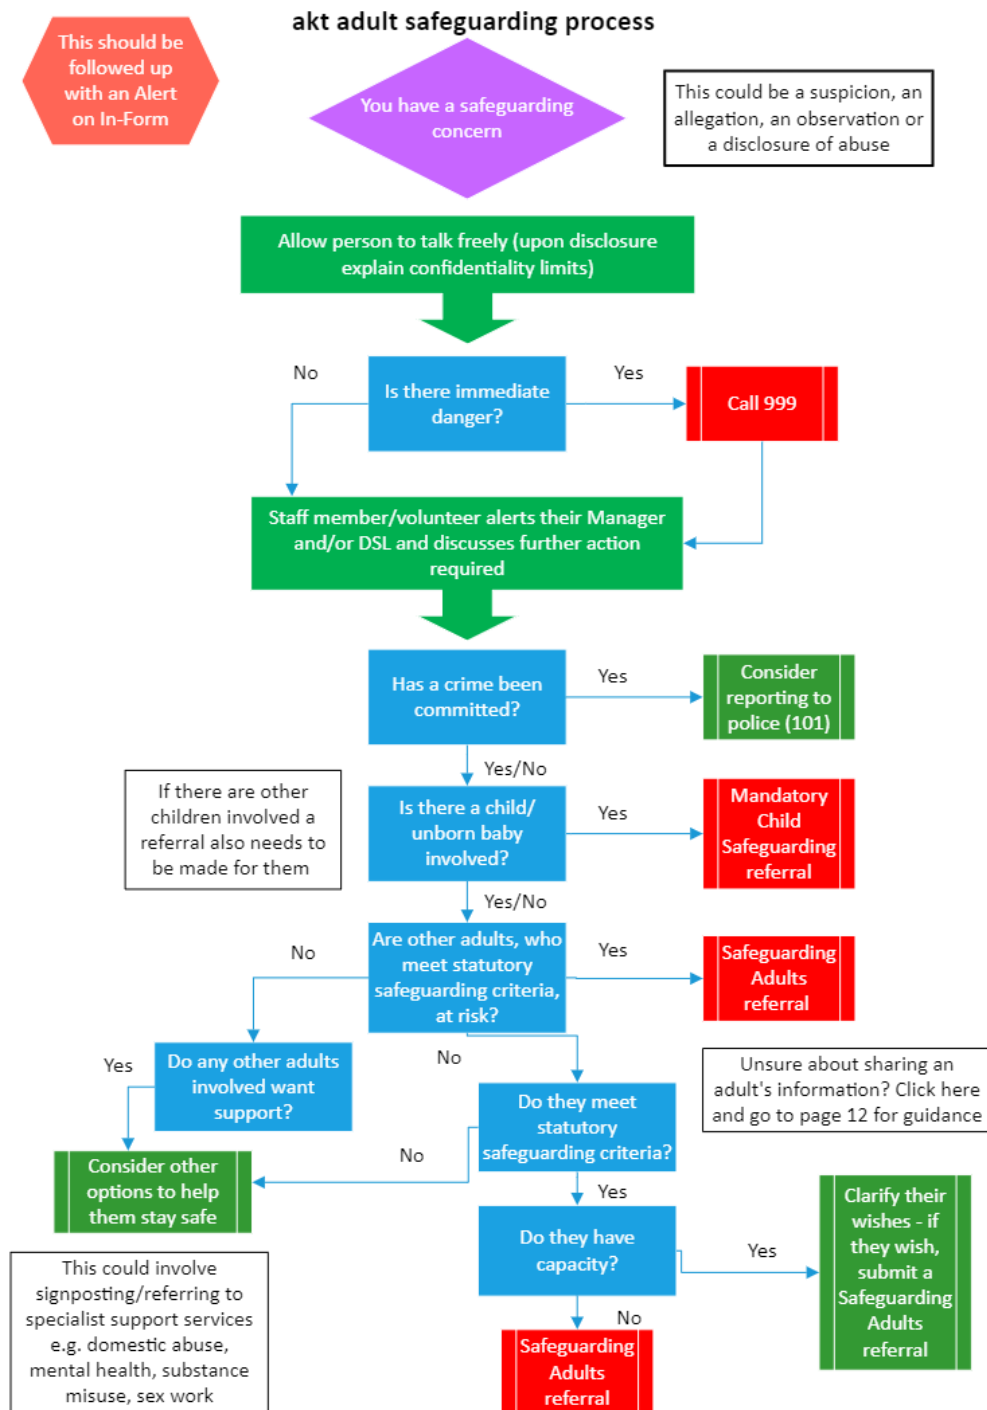 akt adult safeguarding process
This should be
followed up
with an Alert
on In-Form
You have a safeguarding
concern
This could be a suspicion, an
allegation, an observation or
a disclosure of abuse
Allow person to talk freely (upon disclosure
explain confidentiality limits)
No
Is there immediate
danger?
Yes
Call 999
Staff member/volunteer alerts their Manager
and/or DSL and discusses further action
required
Has a crime been
committed?
Yes
Consider
reporting to
police (101)
Yes/No
If there are other
children involved a
referral also needs to
be made for them
Is there a child/
unborn baby
involved?
Yes
Mandatory
Child
Safeguarding
referral
Yes/No
No
Are other adults, who
meet statutory
safeguarding criteria,
at risk?
Yes
Safeguarding
Adults
referral
Yes
Do any other adults
involved want
support?
No
Unsure about sharing an
adult's information? Click here
and go to page 12 for guidance
Do they meet
statutory
safeguarding criteria?
No
Consider other
options to help
them stay safe
Yes
Do they have
capacity?
Yes
Clarify their
wishes - if
they wish,
submit a
Safeguarding
Adults
referral
This could involve
signposting/referring to
specialist support services
e.g. domestic abuse,
mental health, substance
misuse, sex work
No
Safeguarding
Adults
referral